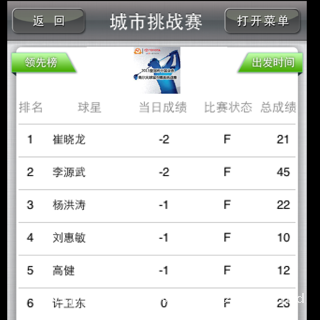 返 回 城市挑战赛 打开菜单
领先榜 出发时间
排名 球星 当日成绩 比赛状态 总成绩
1 崔晓龙 -2 F 21
2 李源武 -2 F 45
3 杨洪涛 -1 F 22
4 刘惠敏 -1 F 10
5 高健 -1 F 12
6 许卫东 0 F 23